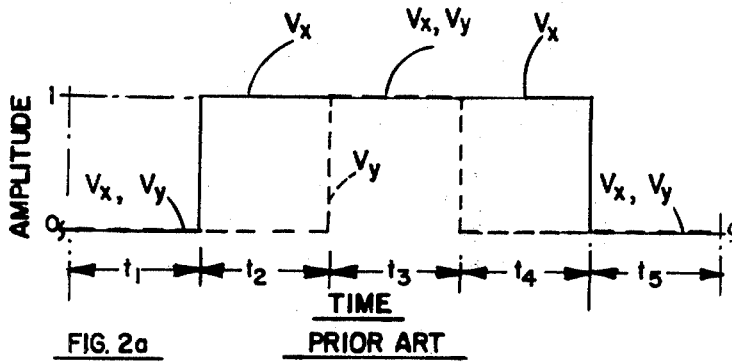 Vx Vx, Vy Vx
1
AMPLITUDE
Vy
Vx, Vy Vx, Vy
0
t1 t2 t3 t4 t5
TIME
FIG. 2a PRIOR ART